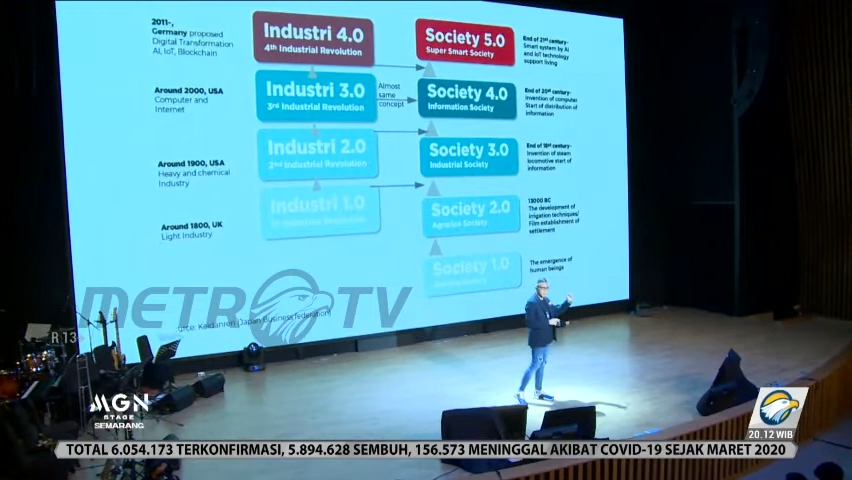 2011-,
Germany proposed
Digital Transformation
AI, IoT, Blockchain
Industri 4.0
4th Industrial Revolution
Society 5.0
Super Smart Society
End of 21st century-
Smart system by AI
and IoT technology
support living
Around 2000, USA
Computer and
Internet
Industri 3.0
3rd Industrial Revolution
Almost
same
concept
Society 4.0
Information Society
End of 20th century-
Invention of computer
Start of distribution of
information
Around 1900, USA
Heavy and chemical
Industry
Industri 2.0
2nd Industrial Revolution
Society 3.0
Industrial Society
End of 18th century-
Invention of steam
locomotive start of
information
Around 1800, UK
Light Industry
Industri 1.0
Industrial Revolution
Society 2.0
Agrarian Society
13000 BC
The development of
irrigation techniques/
Film establishment of
settlement
Society 1.0
The emergence of
human beings
METRO TV
Keidanren (Japan Business federation)
R 13
MGN
STAGE
SEMARANG
20.12 WIB
TOTAL 6.054.173 TERKONFIRMASI, 5.894.628 SEMBUH, 156.573 MENINGGAL AKIBAT COVID-19 SEJAK MARET 2020